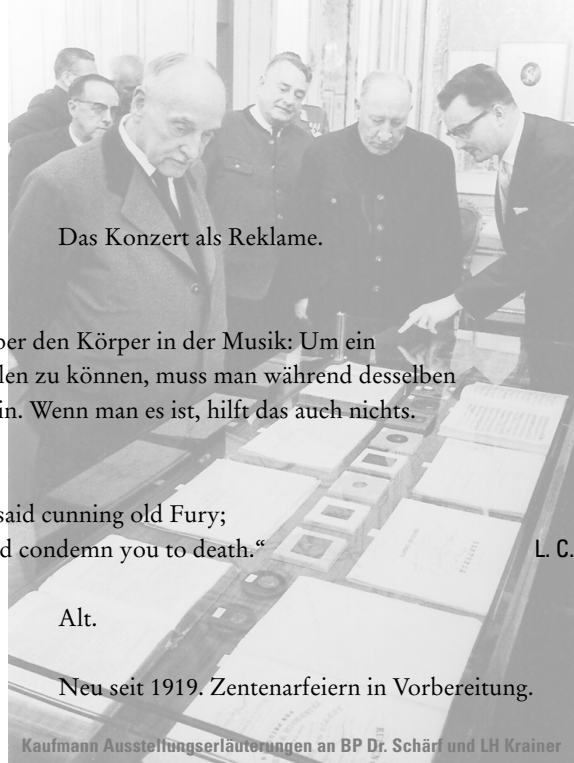 Das Konzert als Reklame.
ber den Körper in der Musik: Um ein
len zu können, muss man während desselben
in. Wenn man es ist, hilft das auch nichts.
said cunning old Fury;
d condemn you to death.“ L. C.
Alt.
Neu seit 1919. Zentenarfeiern in Vorbereitung.
Kaufmann Ausstellungserläuterungen an BP Dr. Schärf und LH Krainer